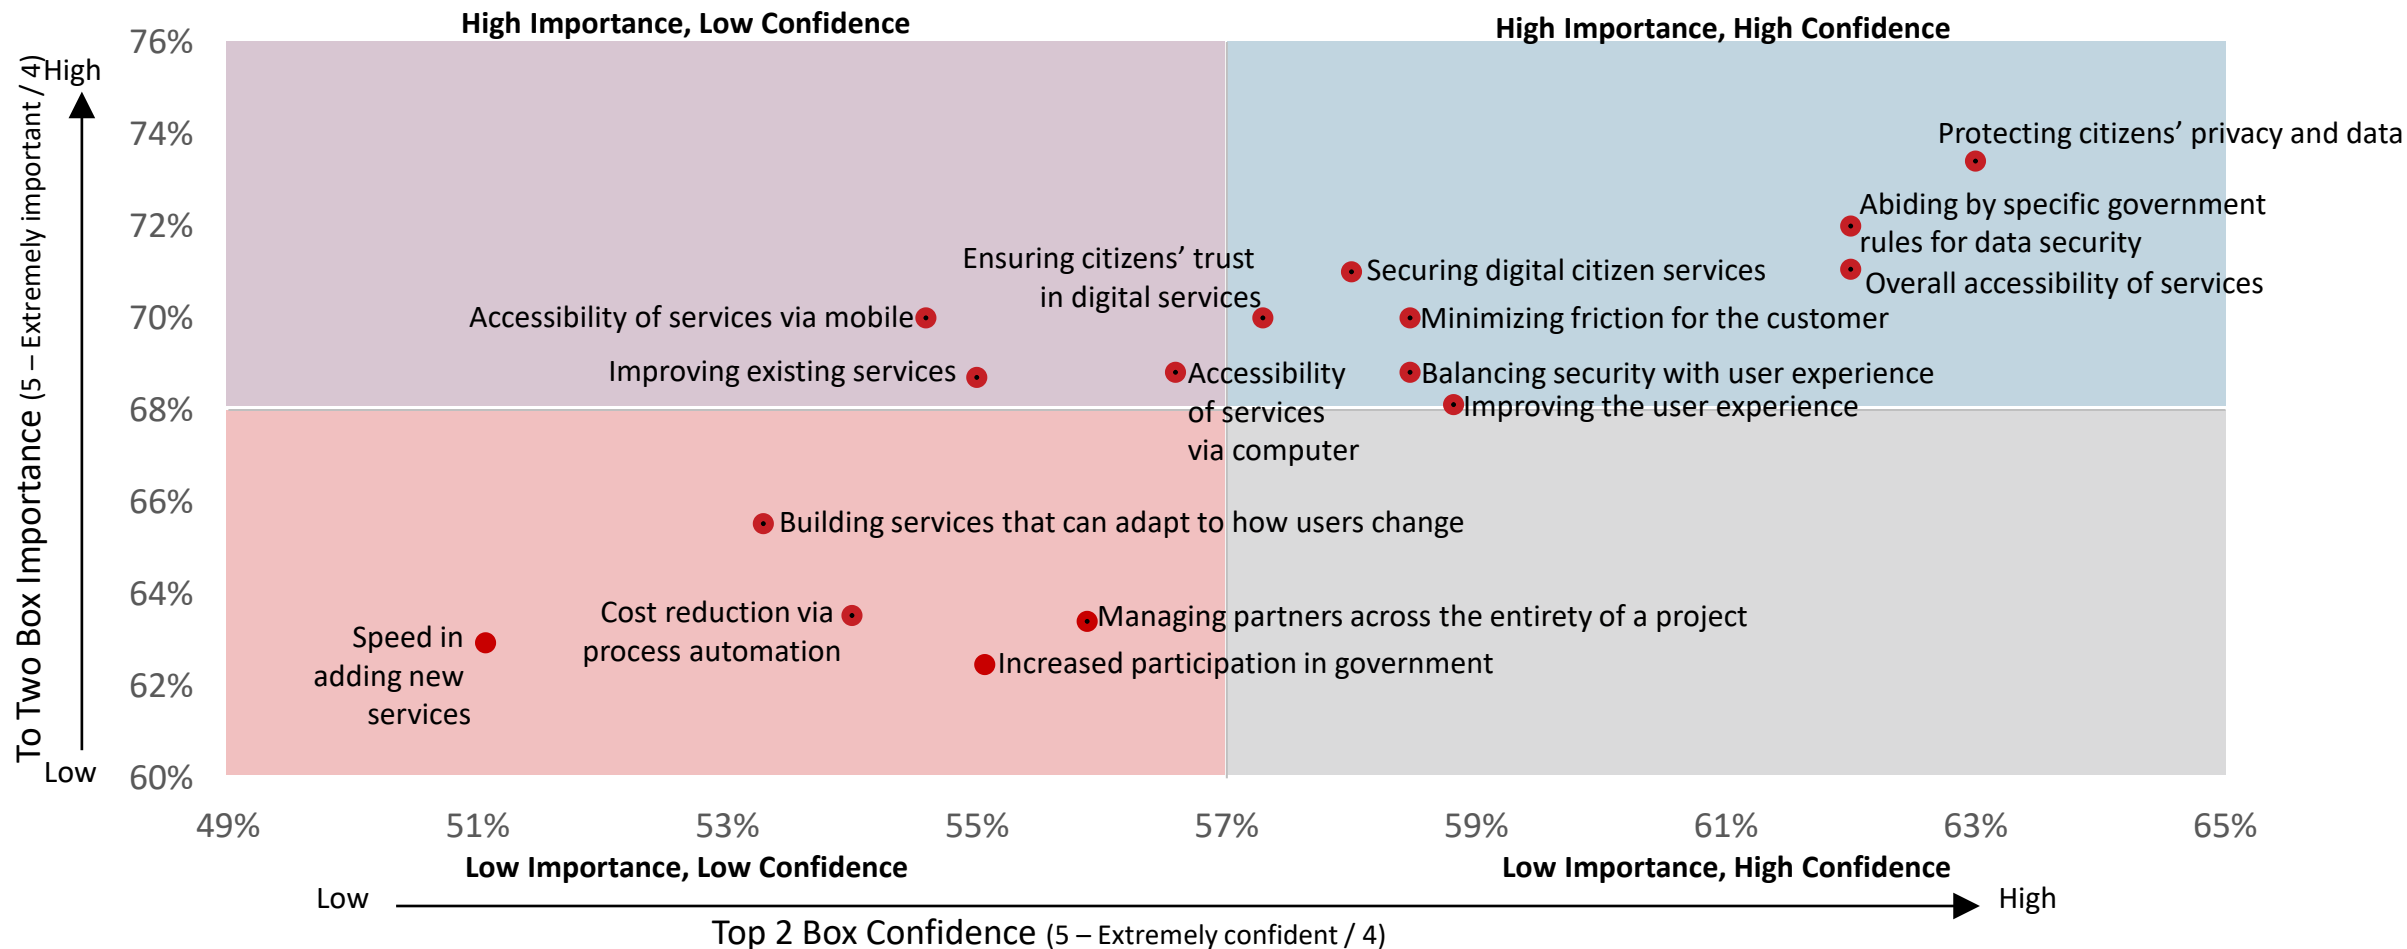 High Importance, Low Confidence
High Importance, High Confidence
To Two Box Importance (5 – Extremely important / 4)
High
Low
76%
74%
72%
70%
68%
66%
64%
62%
60%
Protecting citizens’ privacy and data
Abiding by specific government
rules for data security
Overall accessibility of services
Ensuring citizens’ trust
in digital services
Securing digital citizen services
Accessibility of services via mobile
Minimizing friction for the customer
Improving existing services
Accessibility
of services
via computer
Balancing security with user experience
Improving the user experience
Building services that can adapt to how users change
Cost reduction via
process automation
Managing partners across the entirety of a project
Speed in
adding new
services
Increased participation in government
49%
51%
53%
55%
57%
59%
61%
63%
65%
Low Importance, Low Confidence
Low Importance, High Confidence
Low
High
Top 2 Box Confidence (5 – Extremely confident / 4)